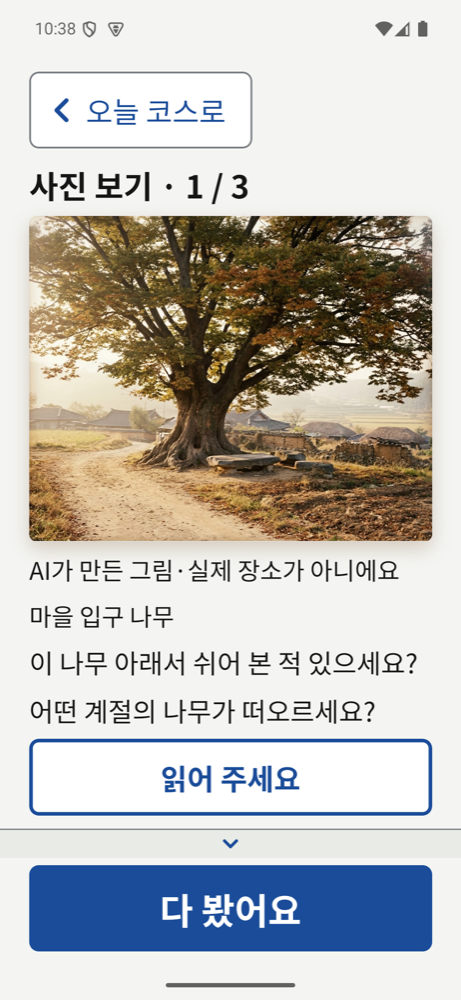 10:38
오늘 코스로
사진 보기 · 1 / 3
AI가 만든 그림·실제 장소가 아니에요
마을 입구 나무
이 나무 아래서 쉬어 본 적 있으세요?
어떤 계절의 나무가 떠오르세요?
읽어 주세요
다 봤어요